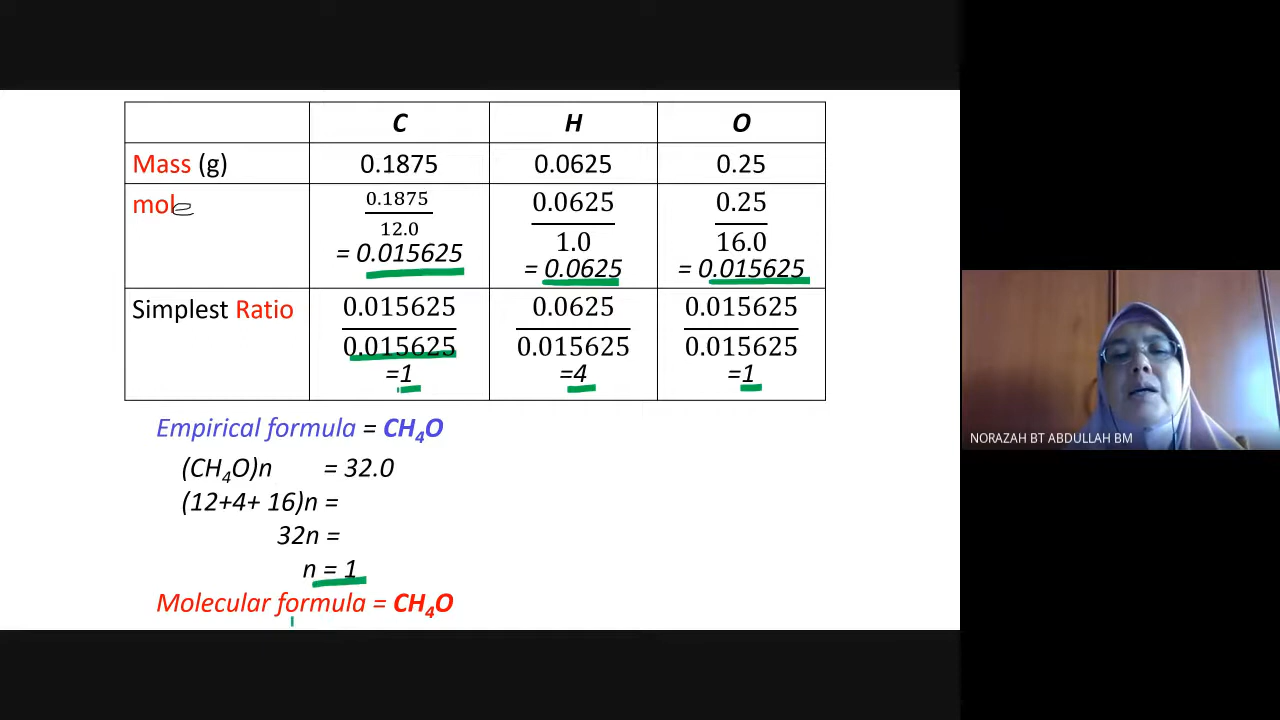 C H O
Mass (g) 0.1875 0.0625 0.25
mole 0.1875 0.0625 0.25
12.0 1.0 16.0
= 0.015625 = 0.0625 = 0.015625
Simplest Ratio 0.015625 0.0625 0.015625
0.015625 0.015625 0.015625
=1 =4 =1
Empirical formula = CH₄O
(CH₄O)n = 32.0
(12+4+ 16)n =
32n =
n = 1
Molecular formula = CH₄O
NORAZAH BT ABDULLAH BM